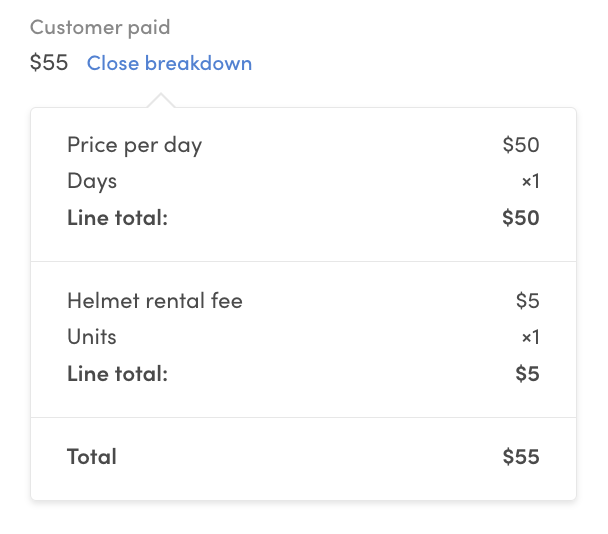 Customer paid
$55 Close breakdown
Price per day $50
Days ×1
Line total: $50
Helmet rental fee $5
Units ×1
Line total: $5
Total $55